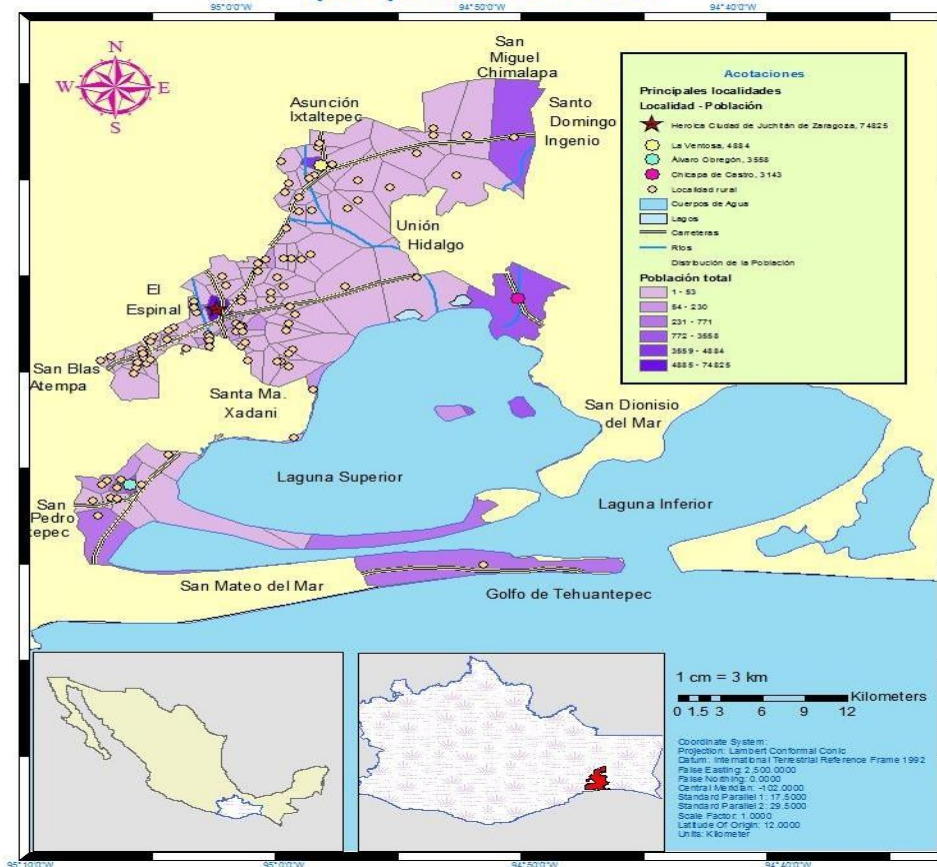 95°0'0"W
94°50'0"W
94°40'0"W
N
W
E
S
San
Miguel
Chimalapa
Asunción
Ixtaltepec
Santo
Domingo
Ingenio
Unión
Hidalgo
El
Espinal
San Blas
Atempa
Santa Ma.
Xadani
San Dionisio
del Mar
Laguna Superior
Laguna Inferior
San
Pedro
tepec
San Mateo del Mar
Golfo de Tehuantepec
Acotaciones
Principales localidades
Localidad - Población
Heroica Ciudad de Juchitán de Zaragoza, 74825
La Ventosa, 4884
Álvaro Obregón, 3558
Chicapa de Castro, 3143
Localidad rural
Cuerpos de Agua
Lagos
Carreteras
Ríos
Distribución de la Población
Población total
1 - 53
54 - 230
231 - 771
772 - 3558
3559 - 4884
4885 - 74825
1 cm = 3 km
Kilometers
0 1.5 3 6 9 12
Coordinate System:
Projection: Lambert Conformal Conic
Datum: International Terrestrial Reference Frame 1992
False Easting: 2,500.0000
False Northing: 0.0000
Central Meridian: -102.0000
Standard Parallel 1: 17.5000
Standard Parallel 2: 29.5000
Scale Factor: 1.0000
Latitude Of Origin: 12.0000
Units: Kilometer
95°10'0"W
95°0'0"W
94°50'0"W
94°40'0"W